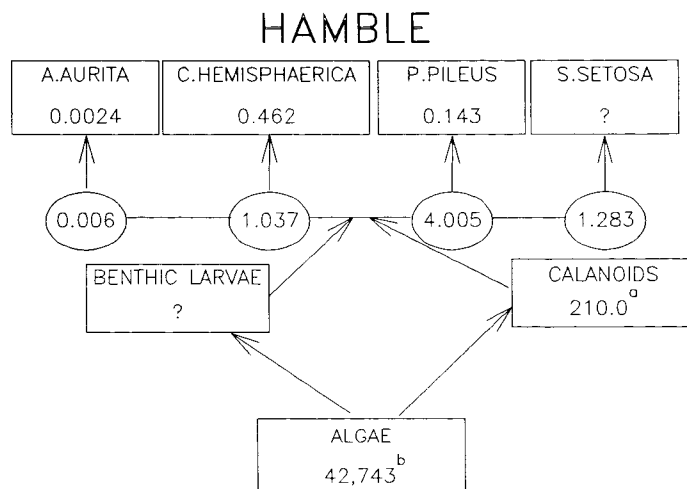 HAMBLE
A.AURITA
0.0024
C.HEMISPHAERICA
0.462
P.PILEUS
0.143
S.SETOSA
?
0.006
1.037
4.005
1.283
BENTHIC LARVAE
?
CALANOIDS
210.0a
ALGAE
42,743b